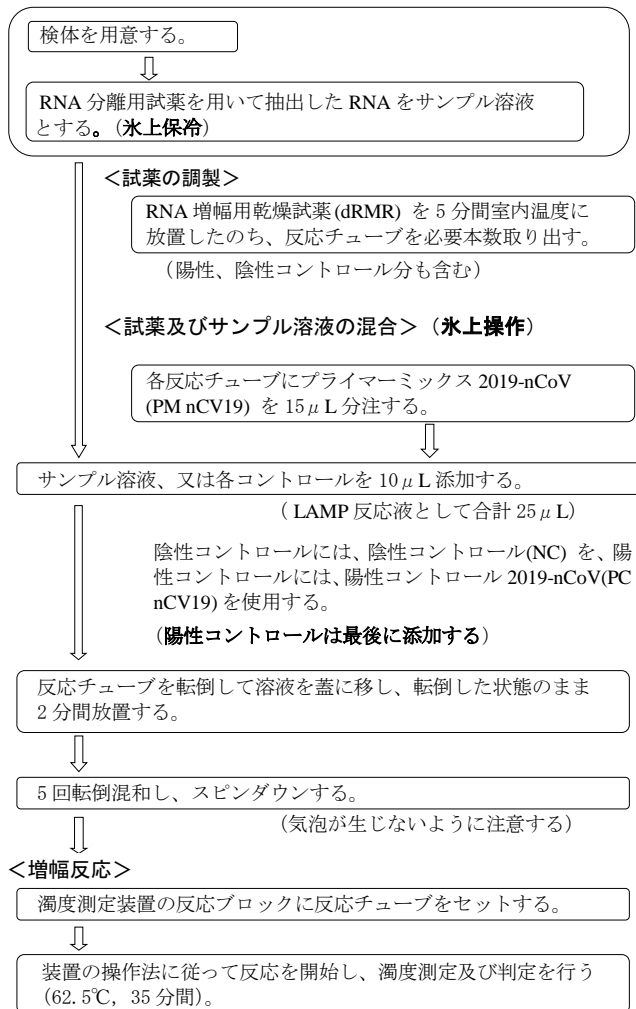 検体を用意する。
RNA 分離用試薬を用いて抽出した RNA をサンプル溶液
とする。（氷上保冷）
＜試薬の調製＞
RNA 増幅用乾燥試薬(dRMR) を 5 分間室内温度に
放置したのち、反応チューブを必要本数取り出す。
（陽性、陰性コントロール分も含む）
＜試薬及びサンプル溶液の混合＞（氷上操作）
各反応チューブにプライマーミックス 2019-nCoV
(PM nCV19) を 15μL 分注する。
サンプル溶液、又は各コントロールを 10μL 添加する。
（ LAMP 反応液として合計 25μL）
陰性コントロールには、陰性コントロール(NC) を、陽
性コントロールには、陽性コントロール 2019-nCoV(PC
nCV19) を使用する。
（陽性コントロールは最後に添加する）
反応チューブを転倒して溶液を蓋に移し、転倒した状態のまま
2 分間放置する。
5 回転倒混和し、スピンダウンする。
（気泡が生じないように注意する）
＜増幅反応＞
濁度測定装置の反応ブロックに反応チューブをセットする。
装置の操作法に従って反応を開始し、濁度測定及び判定を行う
（62.5℃, 35 分間）。